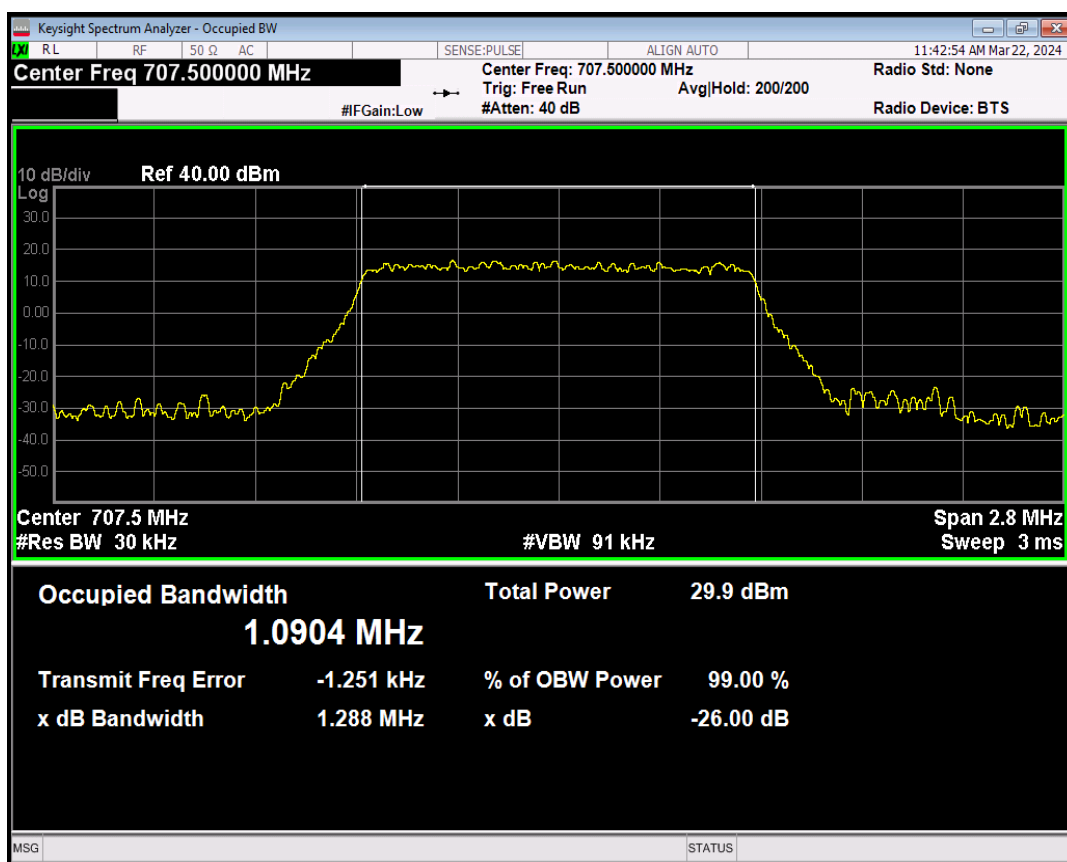 Keysight Spectrum Analyzer - Occupied BW
LXI RL RF 50 Ω AC SENSE:PULSE ALIGN AUTO 11:42:54 AM Mar 22, 2024
Center Freq 707.500000 MHz Center Freq: 707.500000 MHz Radio Std: None
Trig: Free Run Avg|Hold: 200/200
#IFGain:Low #Atten: 40 dB Radio Device: BTS
10 dB/div Ref 40.00 dBm
Log
30.0
20.0
10.0
0.00
-10.0
-20.0
-30.0
-40.0
-50.0
Center 707.5 MHz Span 2.8 MHz
#Res BW 30 kHz #VBW 91 kHz Sweep 3 ms
Occupied Bandwidth Total Power 29.9 dBm
1.0904 MHz
Transmit Freq Error -1.251 kHz % of OBW Power 99.00 %
x dB Bandwidth 1.288 MHz x dB -26.00 dB
MSG STATUS